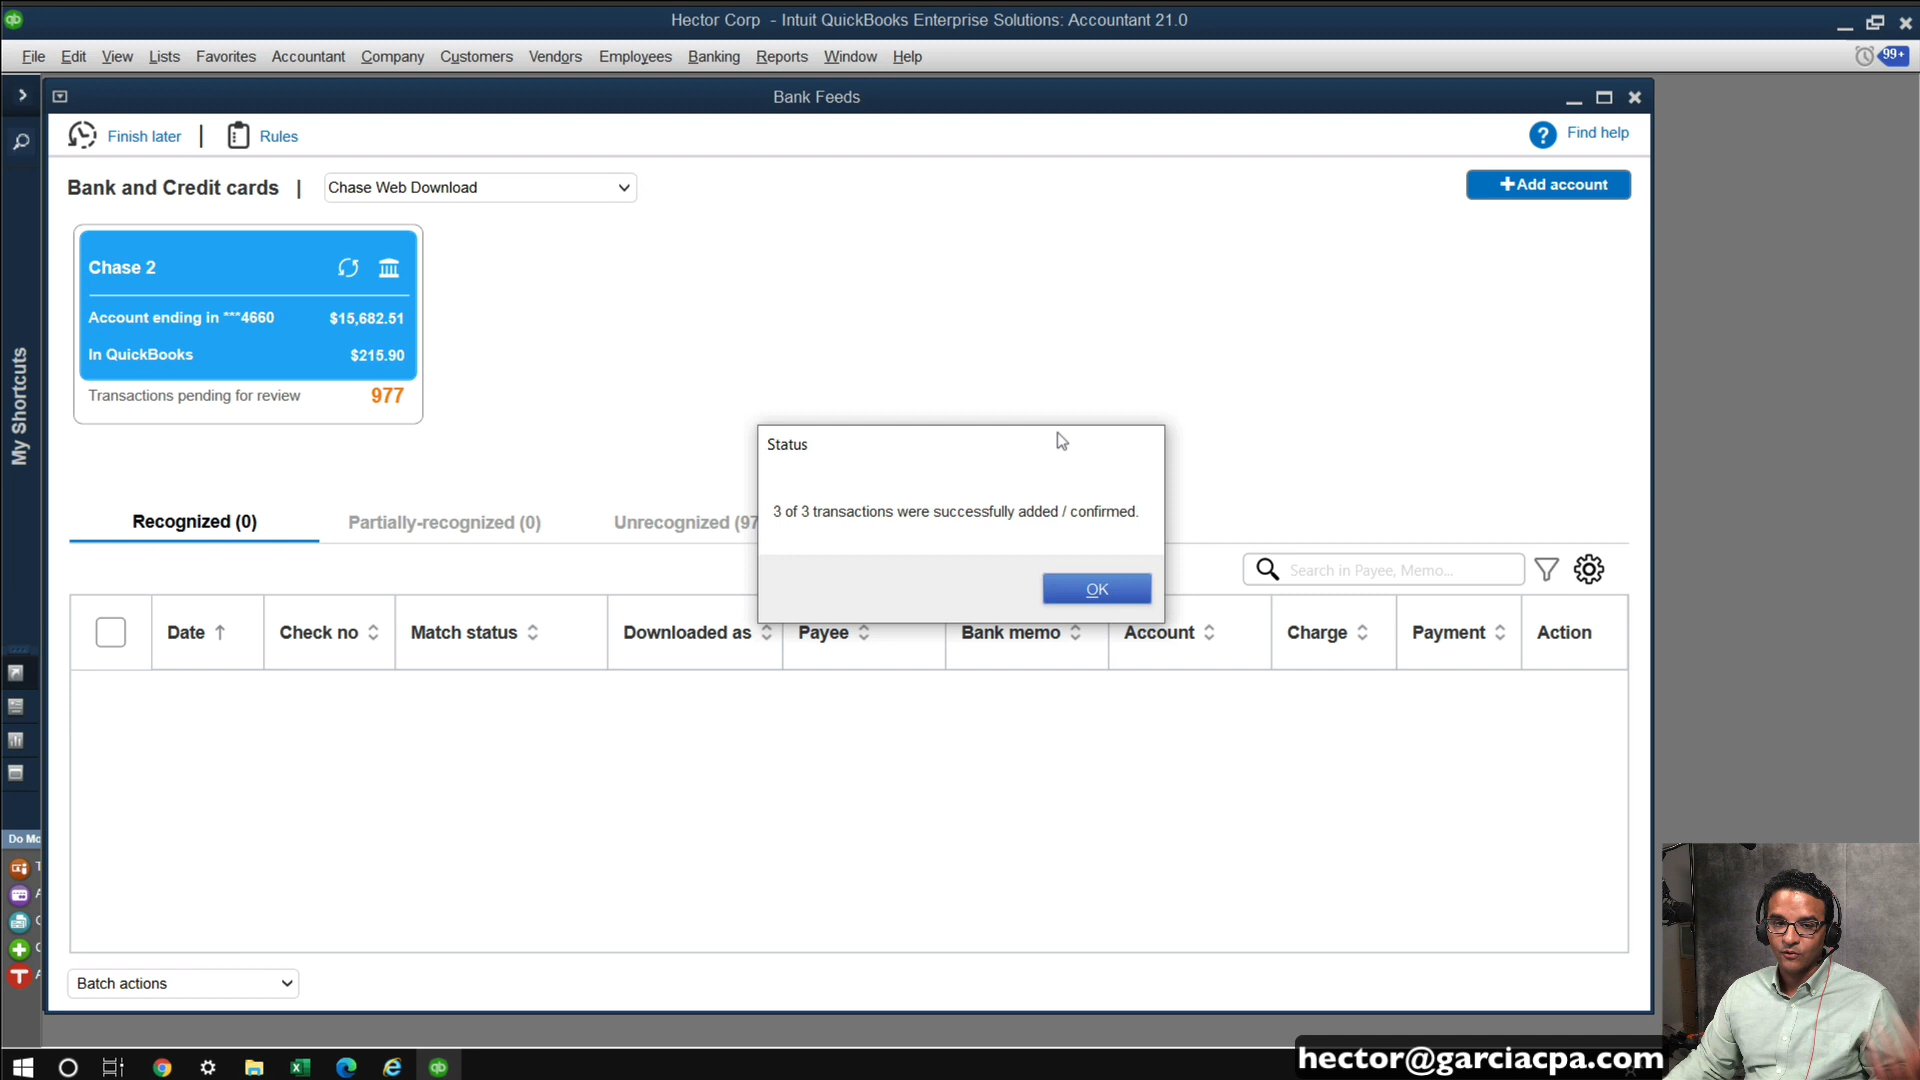 qb
Hector Corp - Intuit QuickBooks Enterprise Solutions: Accountant 21.0
File Edit View Lists Favorites Accountant Company Customers Vendors Employees Banking Reports Window Help
99+
Bank Feeds
Finish later | Rules
? Find help
Bank and Credit cards | Chase Web Download
+Add account
Chase 2
Account ending in ***4660 $15,682.51
In QuickBooks $215.90
Transactions pending for review 977
My Shortcuts
Status
3 of 3 transactions were successfully added / confirmed.
OK
Recognized (0) Partially-recognized (0) Unrecognized (97
Search in Payee, Memo...
Date Check no Match status Downloaded as Payee Bank memo Account Charge Payment Action
Do Mo
T
A
C
C
A
Batch actions
hector@garciacpa.com